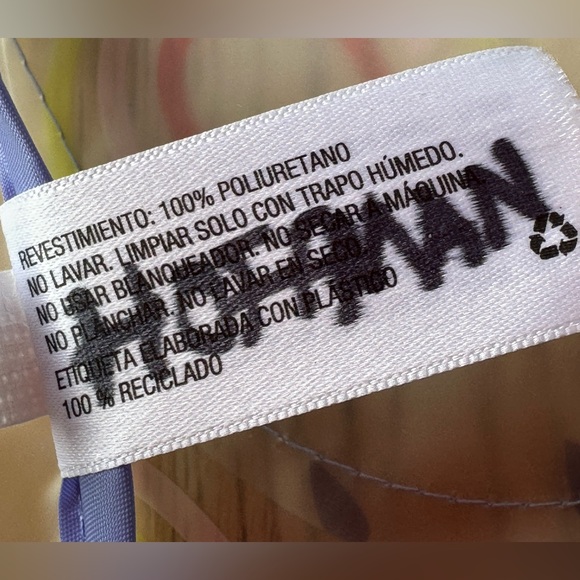 REVESTIMIENTO: 100% POLIURETANO
NO LAVAR. LIMPIAR SOLO CON TRAPO HÚMEDO.
NO USAR BLANQUEADOR. NO SECAR A MÁQUINA.
NO PLANCHAR. NO LAVAR EN SECO.
ETIQUETA ELABORADA CON PLÁSTICO
100 % RECICLADO